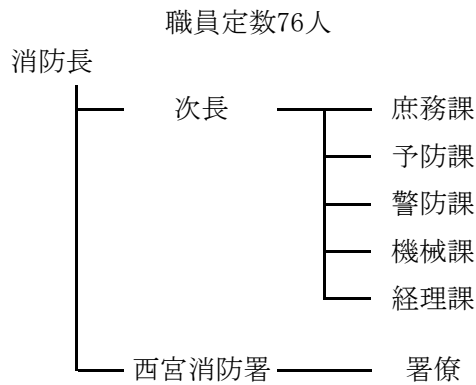 職員定数76人
消防長
次長 庶務課
予防課
警防課
機械課
経理課
西宮消防署 署僚